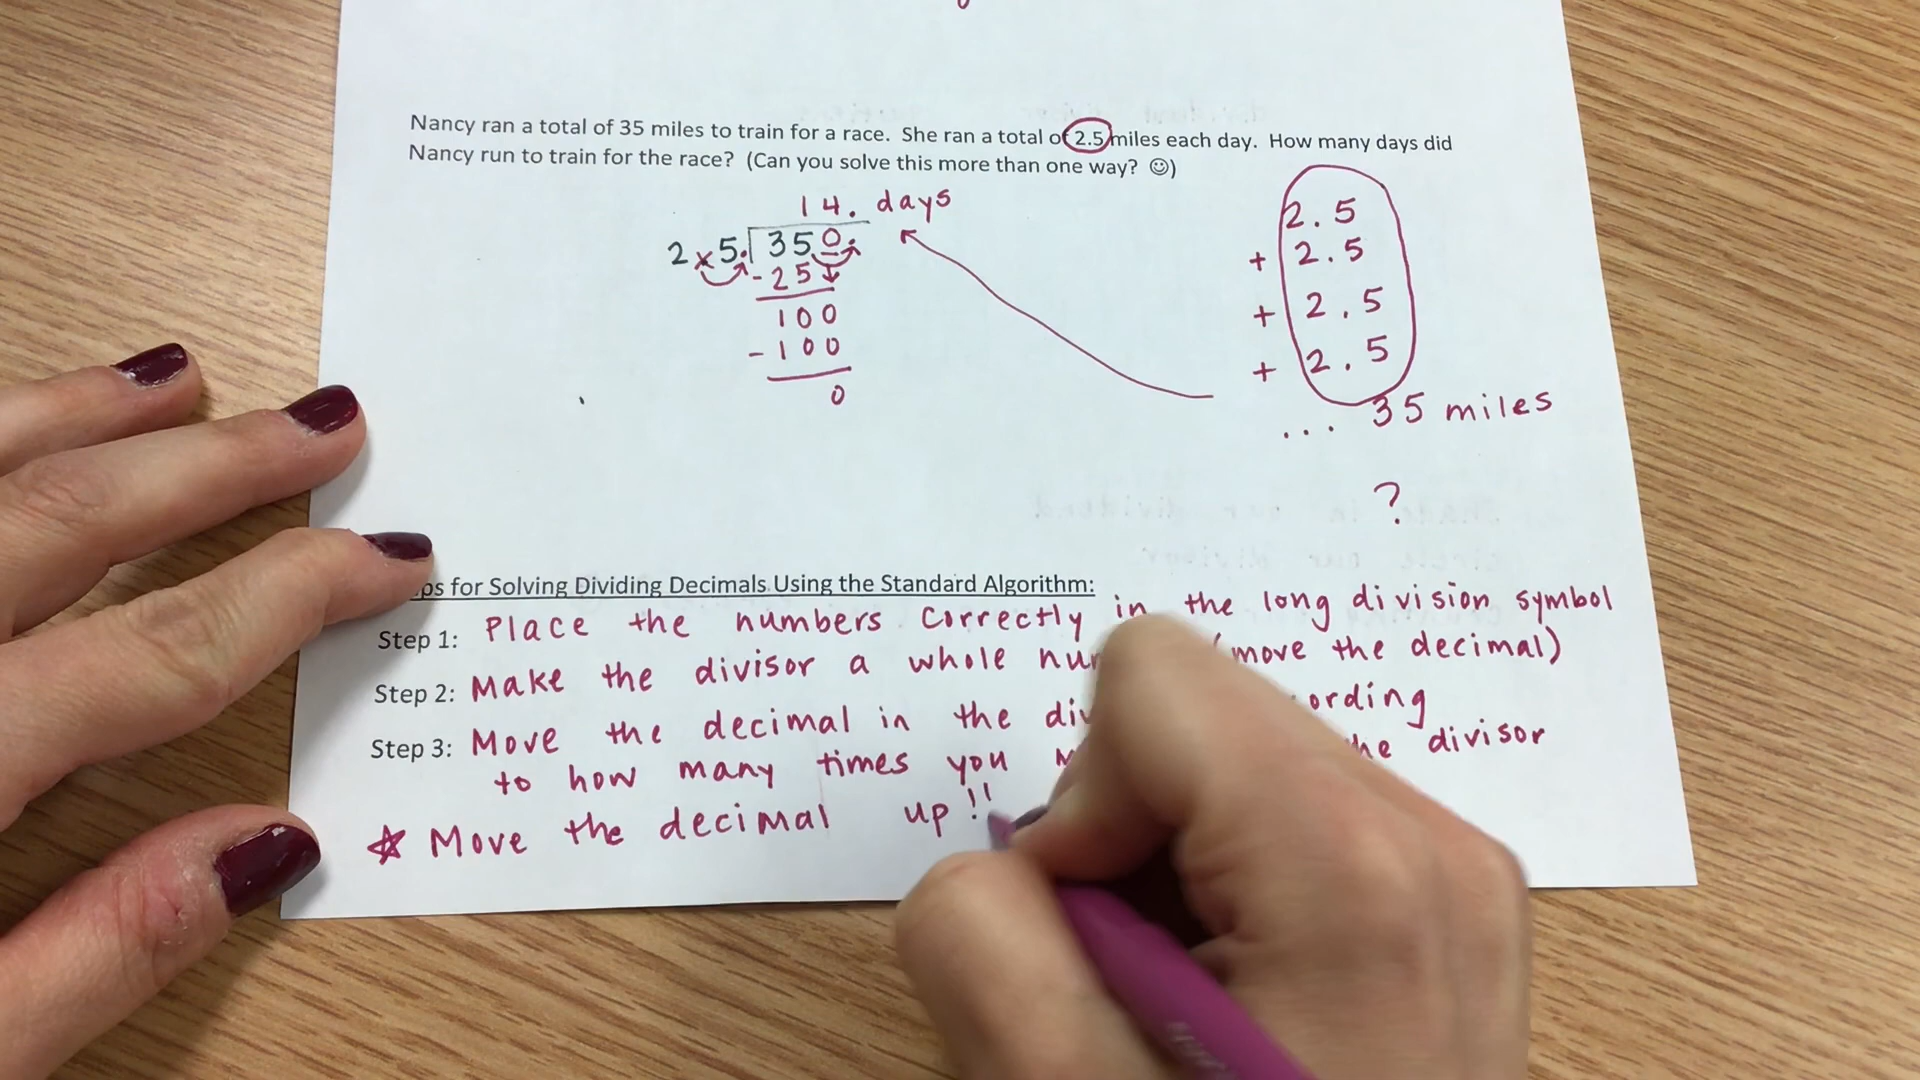 Nancy ran a total of 35 miles to train for a race. She ran a total of 2.5 miles each day. How many days did
Nancy run to train for the race? (Can you solve this more than one way? ☺)
14. days
2x5. 350.
-25
100
-100
0
2.5
+ 2.5
+ 2.5
+ 2.5
... 35 miles
?
for Solving Dividing Decimals Using the Standard Algorithm:
Step 1: Place the numbers correctly in the long division symbol
Step 2: Make the divisor a whole (move the decimal)
Step 3: Move the decimal in the
to how many times you the divisor
☆ Move the decimal up!!